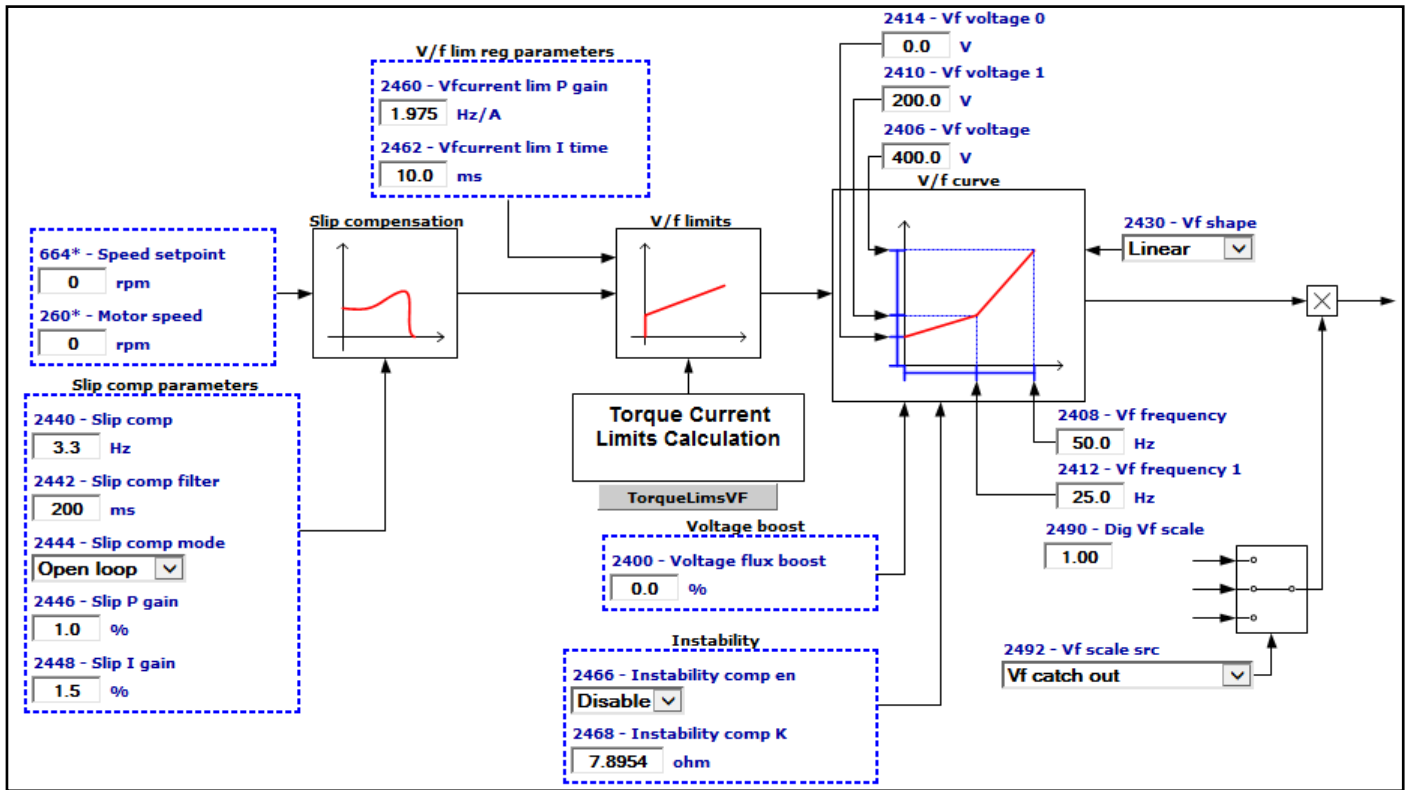 2414 - Vf voltage 0
0.0 V
V/f lim reg parameters
2410 - Vf voltage 1
200.0 V
2460 - Vfcurrent lim P gain
1.975 Hz/A
2406 - Vf voltage
400.0 V
2462 - Vfcurrent lim I time
10.0 ms
V/f curve
Slip compensation
V/f limits
2430 - Vf shape
Linear
664* - Speed setpoint
0 rpm
260* - Motor speed
0 rpm
Slip comp parameters
2440 - Slip comp
3.3 Hz
2442 - Slip comp filter
200 ms
2444 - Slip comp mode
Open loop
2446 - Slip P gain
1.0 %
2448 - Slip I gain
1.5 %
Torque Current
Limits Calculation
TorqueLimsVF
2408 - Vf frequency
50.0 Hz
2412 - Vf frequency 1
25.0 Hz
Voltage boost
2400 - Voltage flux boost
0.0 %
2490 - Dig Vf scale
1.00
Instability
2466 - Instability comp en
Disable
2468 - Instability comp K
7.8954 ohm
2492 - Vf scale src
Vf catch out